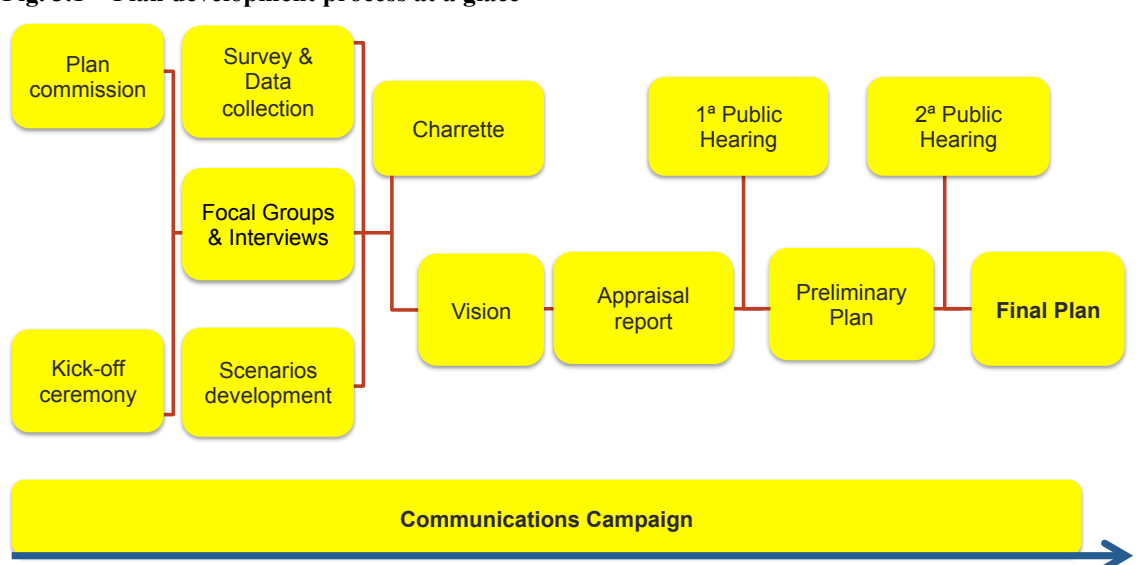 Plan
commission
Survey &
Data
collection
Charrette
1ª Public
Hearing
2ª Public
Hearing
Focal Groups
& Interviews
Vision
Appraisal
report
Preliminary
Plan
Final Plan
Kick-off
ceremony
Scenarios
development
Communications Campaign